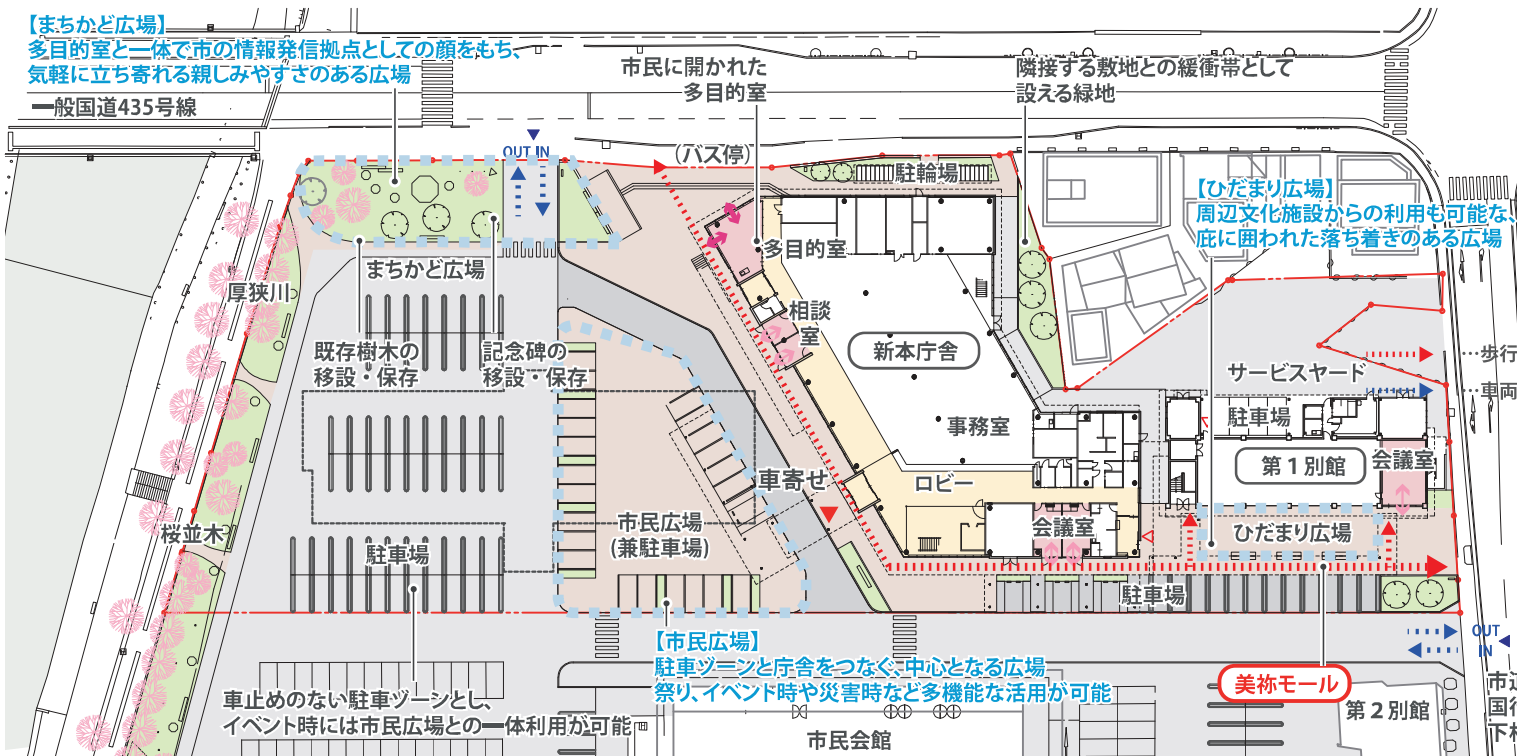 【まちかど広場】
多目的室と一体で市の情報発信拠点としての顔をもち、
気軽に立ち寄れる親しみやすさのある広場
一般国道435号線
市民に開かれた
多目的室
隣接する敷地との緩衝帯として
設える緑地
OUT IN
(バス停)
駐輪場
【ひだまり広場】
周辺文化施設からの利用も可能な、
庇に囲われた落ち着きのある広場
多目的室
まちかど広場
厚狭川
相談
室
既存樹木の
移設・保存
記念碑の
移設・保存
新本庁舎
サービスヤード
…歩行
…車両
駐車場
事務室
第1別館
会議室
車寄せ
ロビー
市民広場
(兼駐車場)
会議室
ひだまり広場
桜並木
駐車場
駐車場
【市民広場】
駐車ゾーンと庁舎をつなぐ、中心となる広場
祭り、イベント時や災害時など多機能な活用が可能
OUT
IN
美祢モール
車止めのない駐車ゾーンとし、
イベント時には市民広場との一体利用が可能
市民会館
第2別館
市
国
下